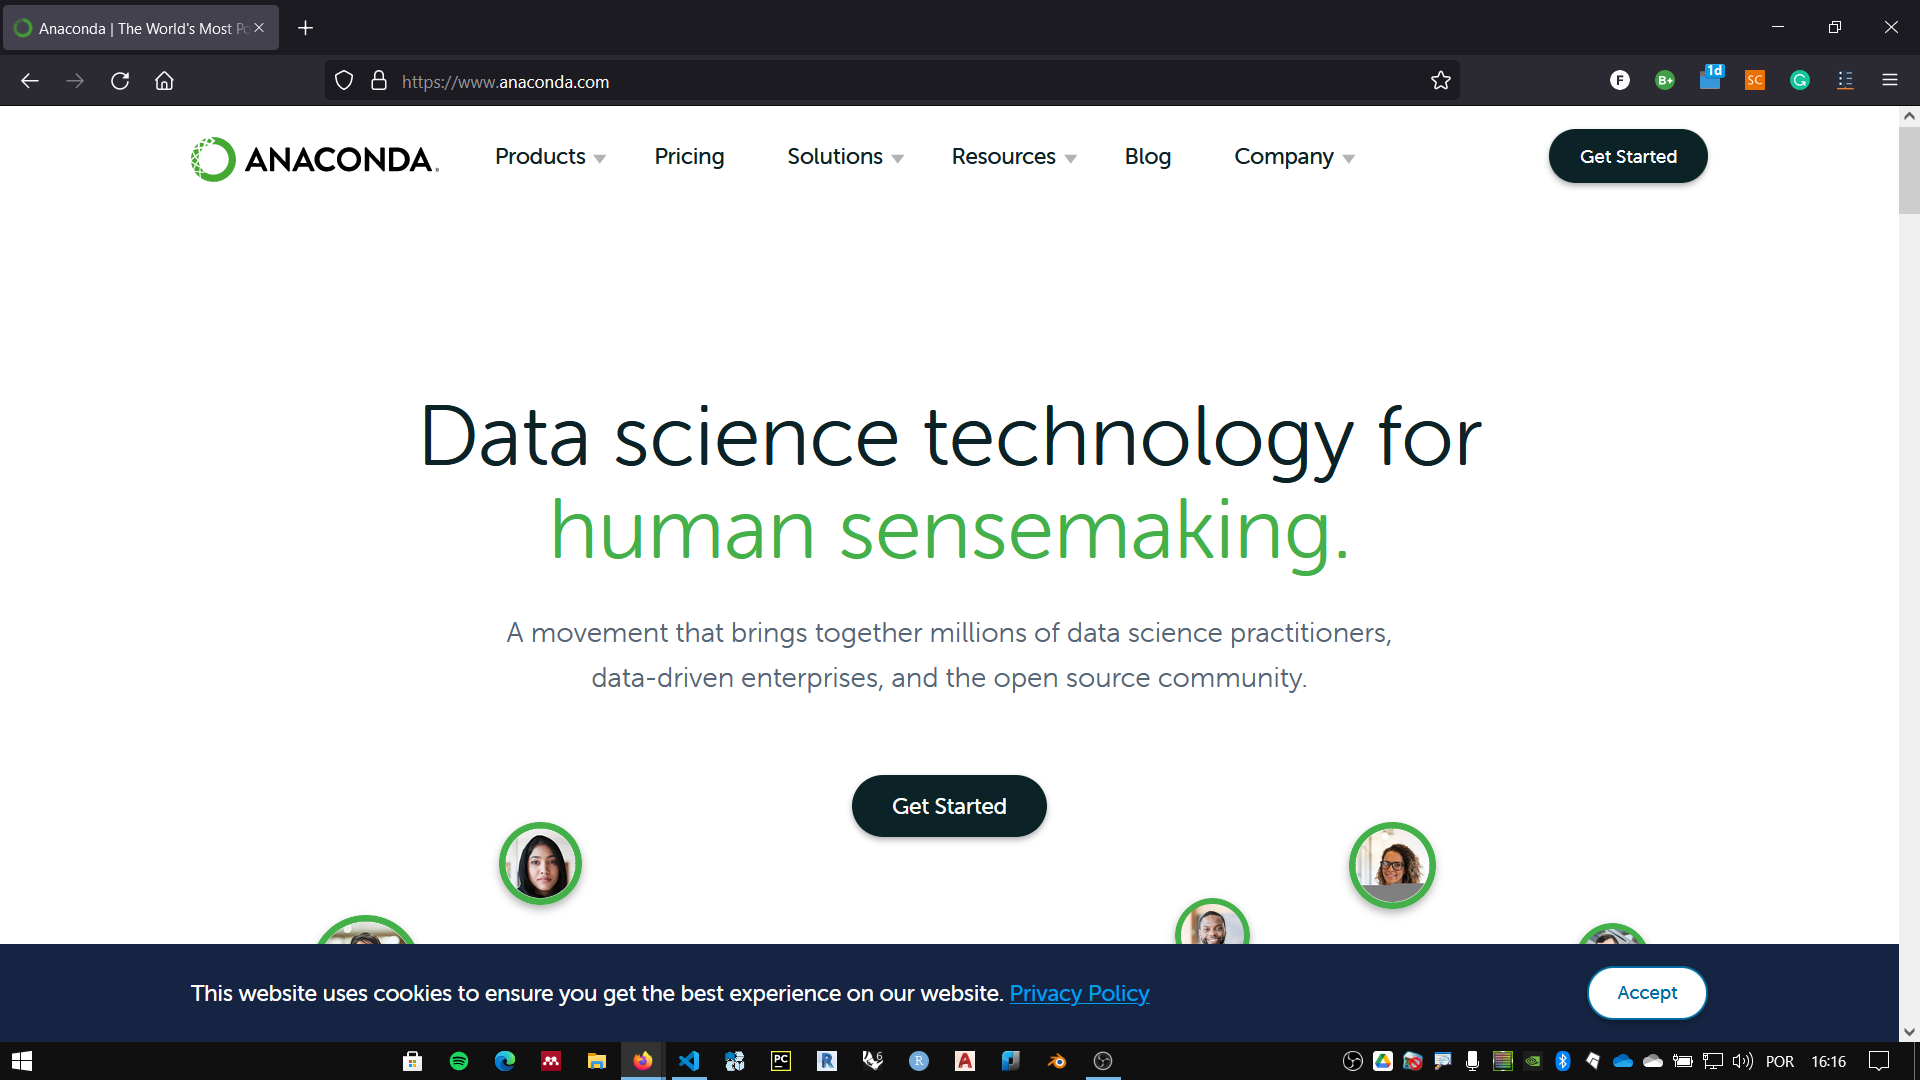 Anaconda | The World's Most Po
https://www.anaconda.com
1d
F
B+
SC
G
ANACONDA
Products
Pricing
Solutions
Resources
Blog
Company
Get Started
Data science technology for
human sensemaking.
A movement that brings together millions of data science practitioners,
data-driven enterprises, and the open source community.
Get Started
This website uses cookies to ensure you get the best experience on our website. Privacy Policy
Accept
PC
R
6
R
A
POR
16:16